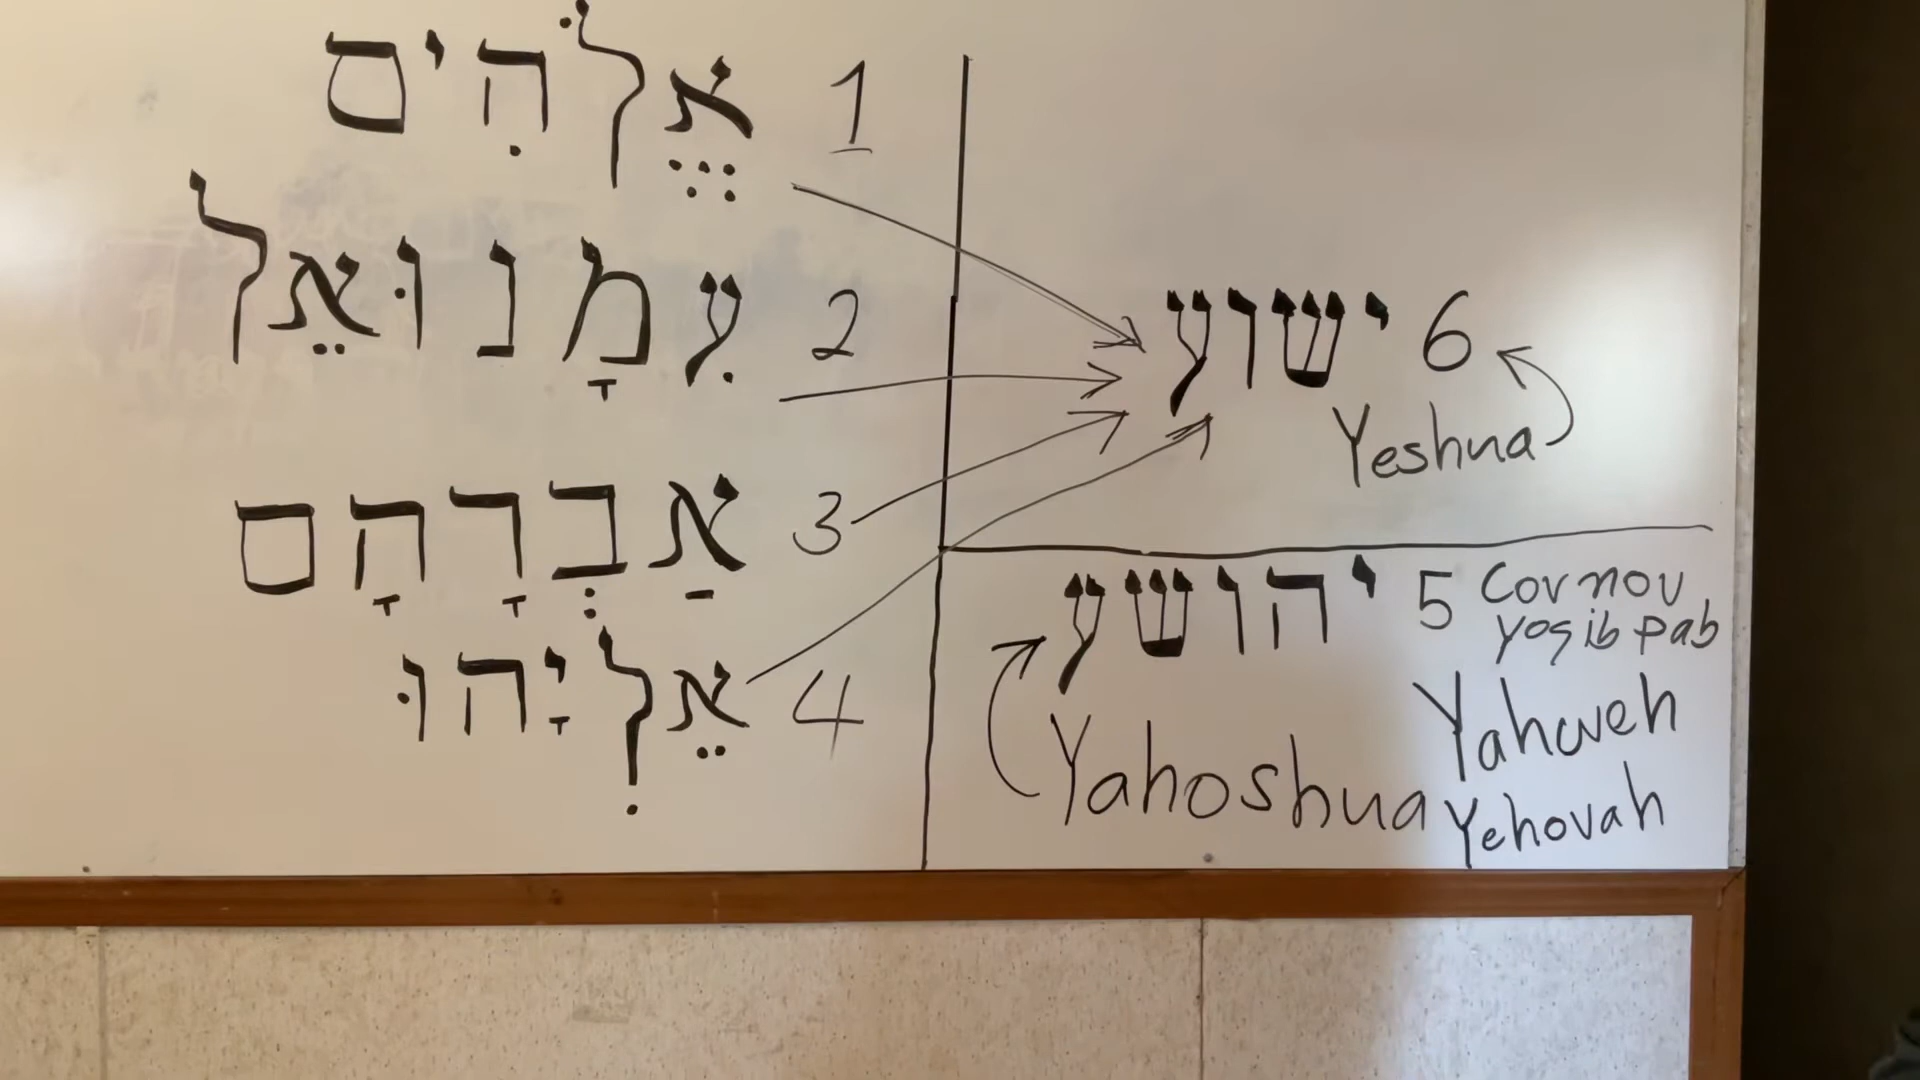 אֱלֹהִים 1
עִמָנוּאֵל 2
אַבְרָהָם 3
אֵלִיָהוּ 4
ישוע 6
Yeshua
יהושע 5 Cov nov
yog ib pab
Yahweh
Yahoshua
Yehovah